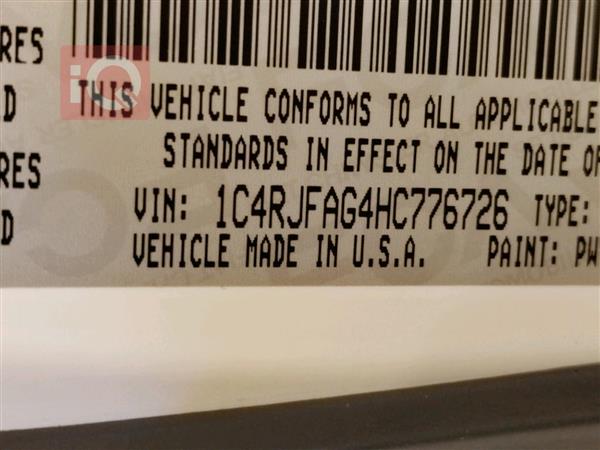 RES
iQ
D
THIS VEHICLE CONFORMS TO ALL APPLICABLE
STANDARDS IN EFFECT ON THE DATE OF
RES
VIN: 1C4RJFAG4HC776726 TYPE:
D
VEHICLE MADE IN U.S.A. PAINT: PW